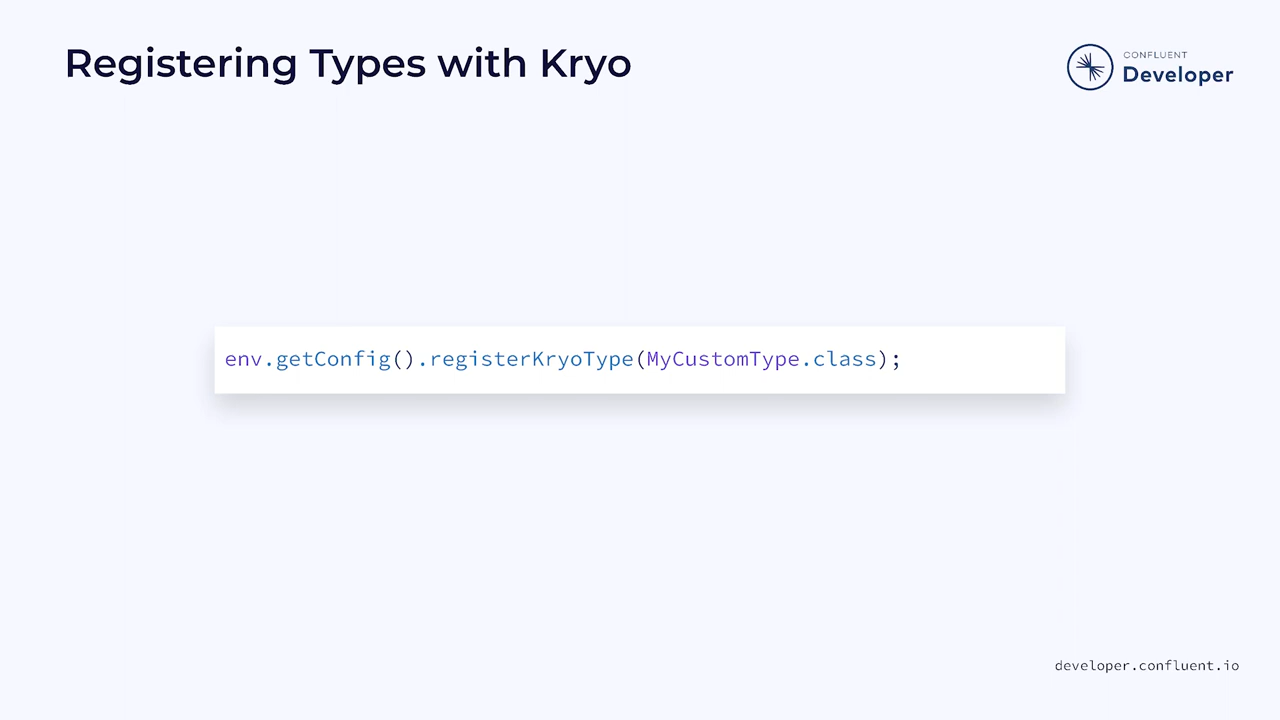 Registering Types with Kryo
CONFLUENT
Developer
env.getConfig().registerKryoType(MyCustomType.class);
developer.confluent.io